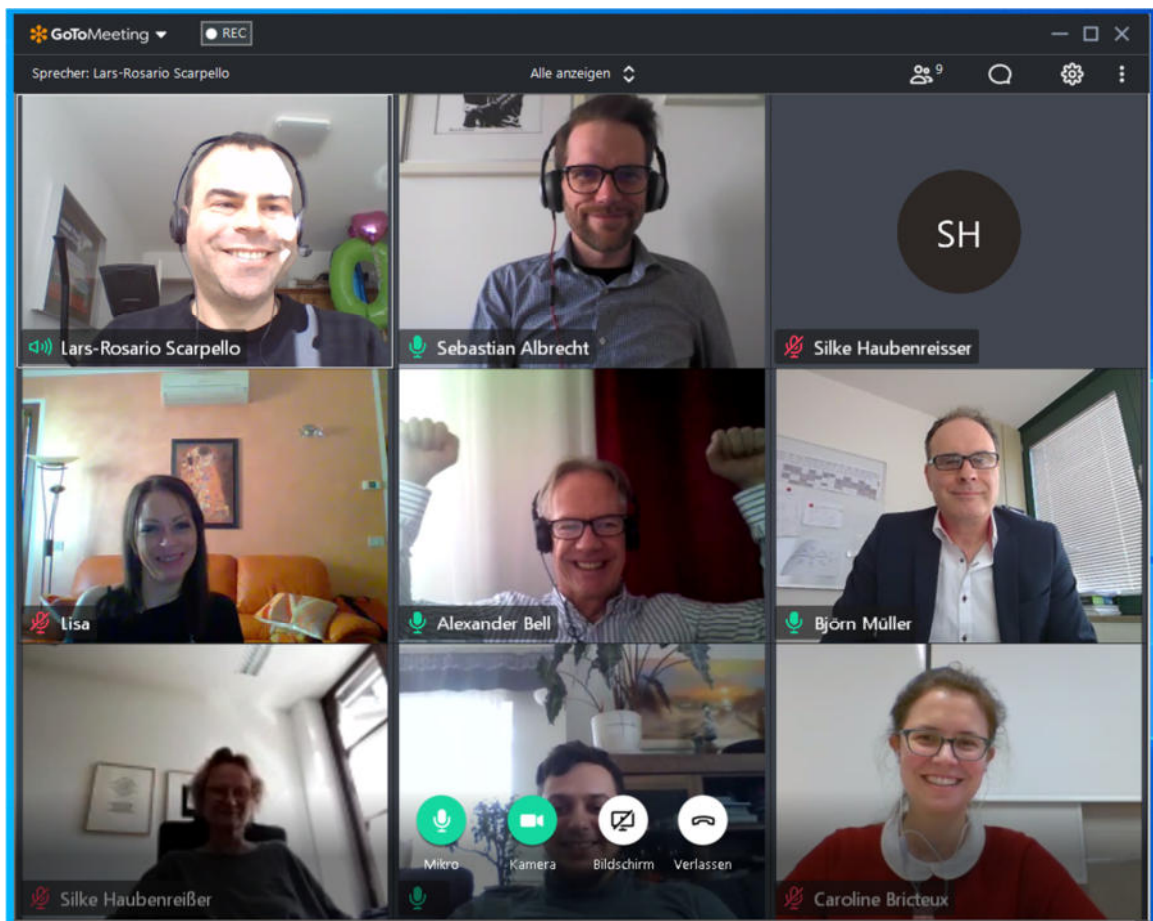 GoToMeeting
REC
Sprecher: Lars-Rosario Scarpello
Alle anzeigen
9
SH
Lars-Rosario Scarpello
Sebastian Albrecht
Silke Haubenreisser
Lisa
Alexander Bell
Björn Müller
Mikro
Kamera
Bildschirm
Verlassen
Silke Haubenreißer
Caroline Bricteux